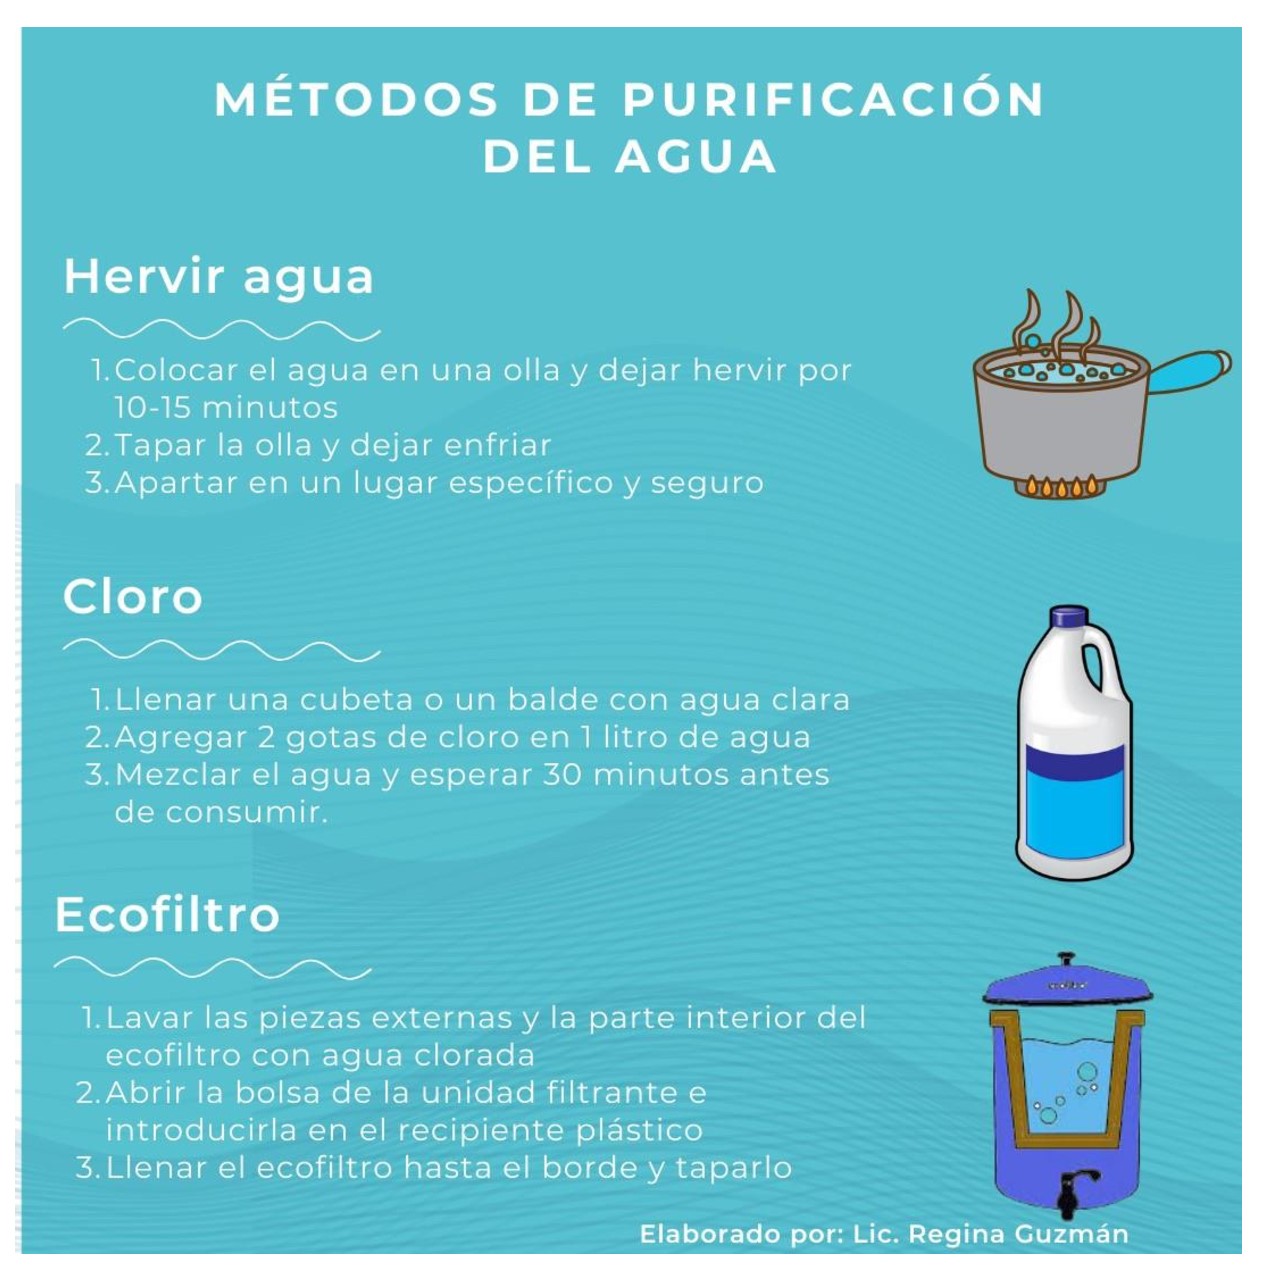 MÉTODOS DE PURIFICACIÓN
DEL AGUA
Hervir agua
1. Colocar el agua en una olla y dejar hervir por
10-15 minutos
2. Tapar la olla y dejar enfriar
3. Apartar en un lugar específico y seguro
Cloro
1. Llenar una cubeta o un balde con agua clara
2. Agregar 2 gotas de cloro en 1 litro de agua
3. Mezclar el agua y esperar 30 minutos antes
de consumir.
Ecofiltro
1. Lavar las piezas externas y la parte interior del
ecofiltro con agua clorada
2. Abrir la bolsa de la unidad filtrante e
introducirla en el recipiente plástico
3. Llenar el ecofiltro hasta el borde y taparlo
Elaborado por: Lic. Regina Guzmán